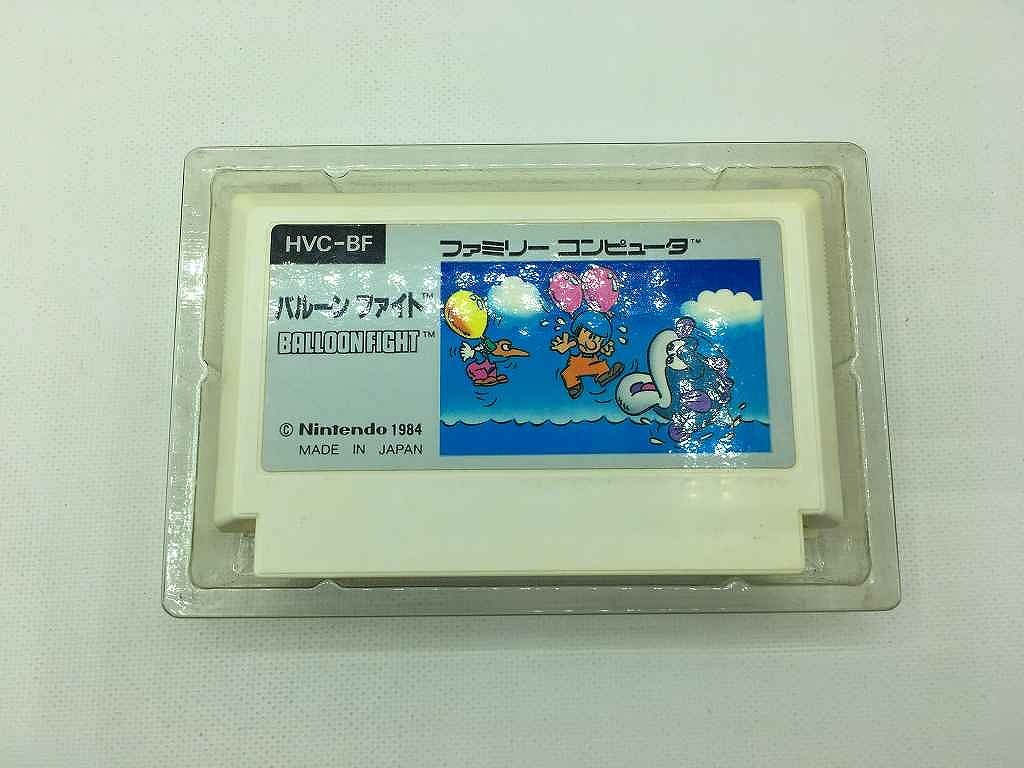 HVC-BF
ファミリー コンピュータ™
バルーン ファイト™
BALLOON FIGHT™
© Nintendo 1984
MADE IN JAPAN